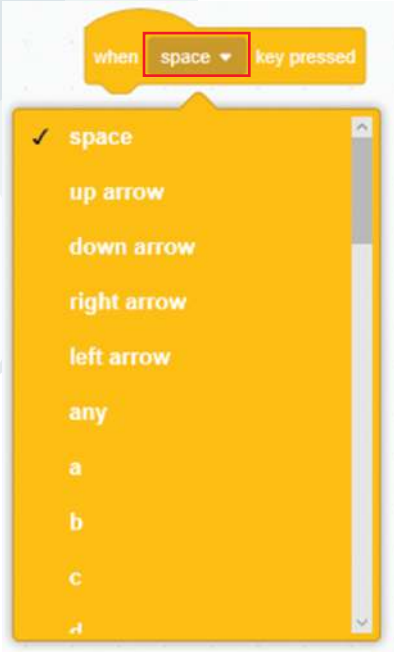 when space key pressed
space
up arrow
down arrow
right arrow
left arrow
any
a
b
c
d